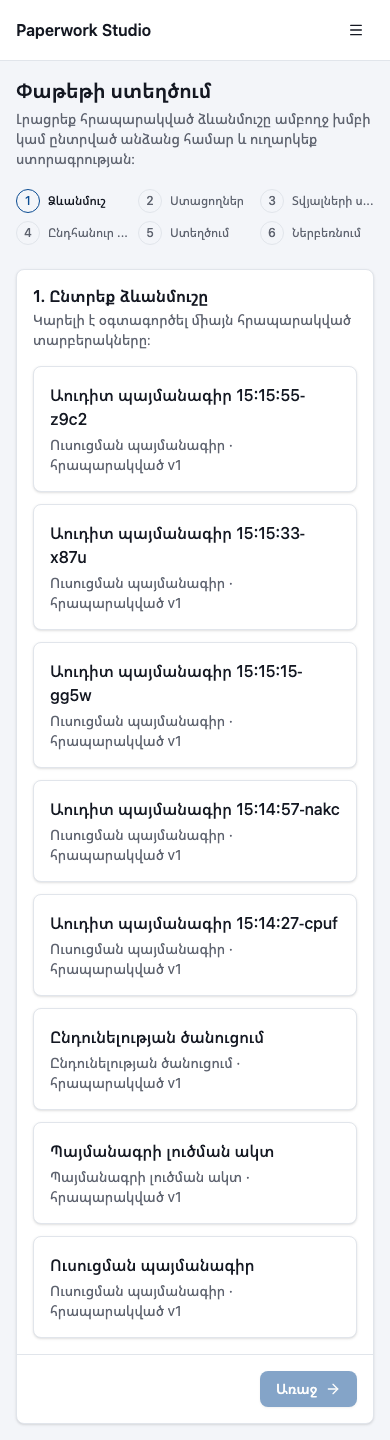 Paperwork Studio
Փաթեթի ստեղծում
Լրացրեք հրապարակված ձևանմուշը ամբողջ խմբի
կամ ընտրված անձանց համար և ուղարկեք
ստորագրության:
1 Ձևանմուշ 2 Ստացողներ 3 Տվյալների ս...
4 Ընդհանուր ... 5 Ստեղծում 6 Ներբեռնում
1. Ընտրեք ձևանմուշը
Կարելի է օգտագործել միայն հրապարակված
տարբերակները:
Աուդիտ պայմանագիր 15:15:55-
z9c2
Ուսուցման պայմանագիր ·
հրապարակված v1
Աուդիտ պայմանագիր 15:15:33-
x87u
Ուսուցման պայմանագիր ·
հրապարակված v1
Աուդիտ պայմանագիր 15:15:15-
gg5w
Ուսուցման պայմանագիր ·
հրապարակված v1
Աուդիտ պայմանագիր 15:14:57-nakc
Ուսուցման պայմանագիր ·
հրապարակված v1
Աուդիտ պայմանագիր 15:14:27-cpuf
Ուսուցման պայմանագիր ·
հրապարակված v1
Ընդունելության ծանուցում
Ընդունելության ծանուցում ·
հրապարակված v1
Պայմանագրի լուծման ակտ
Պայմանագրի լուծման ակտ ·
հրապարակված v1
Ուսուցման պայմանագիր
Ուսուցման պայմանագիր ·
հրապարակված v1
Առաջ →